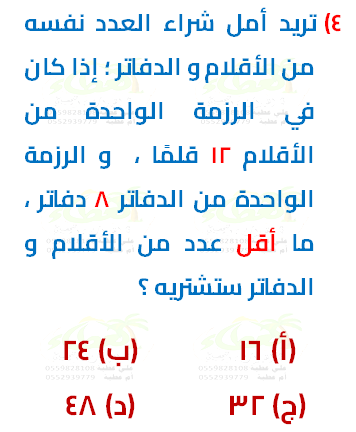 ٤) تريد أمل شراء العدد نفسه
من الأقلام و الدفاتر ؛ إذا كان
في الرزمة الواحدة من
الأقلام ١٢ قلمًا ، و الرزمة
الواحدة من الدفاتر ٨ دفاتر ،
ما أقل عدد من الأقلام و
الدفاتر ستشتريه ؟
(أ) ١٦ (ب) ٢٤
(ج) ٣٢ (د) ٤٨